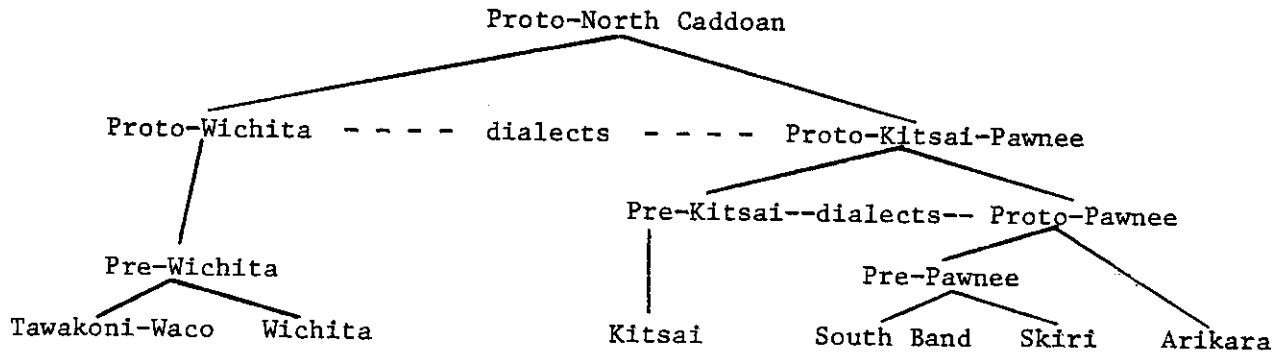 Proto-North Caddoan
Proto-Wichita - - - - dialects - - - - Proto-Kitsai-Pawnee
Pre-Kitsai--dialects-- Proto-Pawnee
Pre-Wichita
Pre-Pawnee
Tawakoni-Waco Wichita Kitsai South Band Skiri Arikara